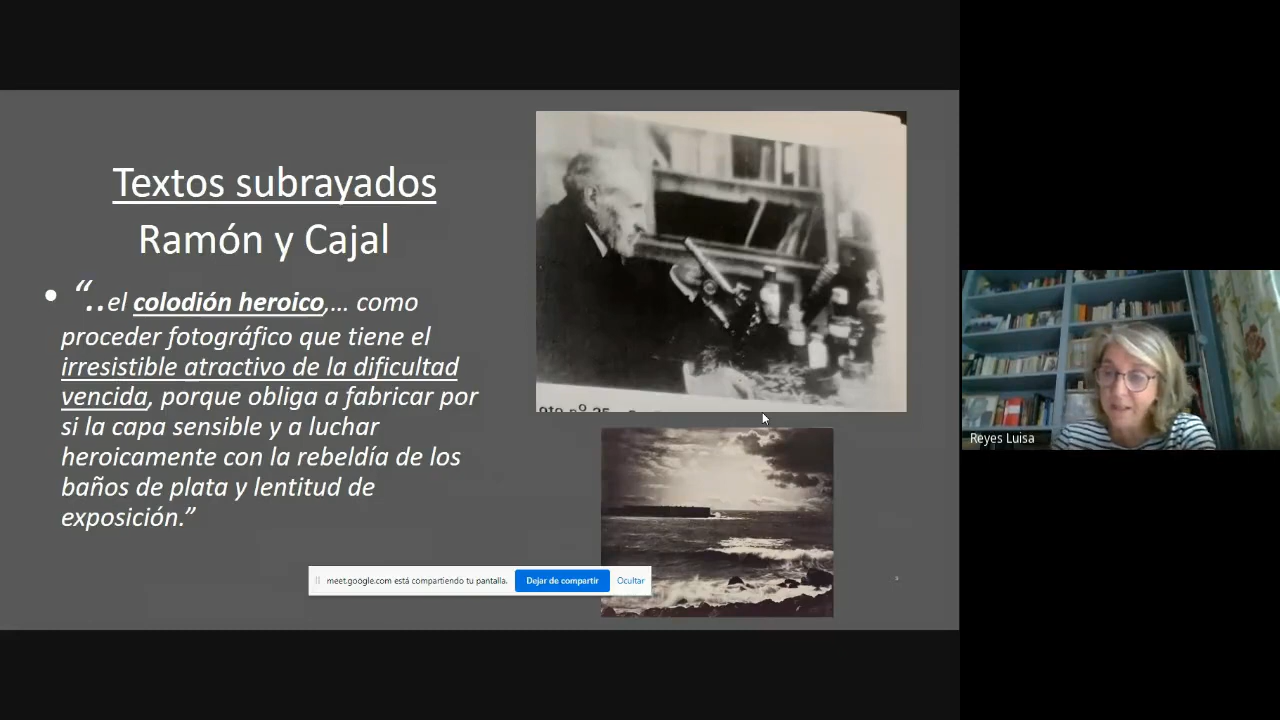 Textos subrayados
Ramón y Cajal
• “..el colodión heroico,... como
proceder fotográfico que tiene el
irresistible atractivo de la dificultad
vencida, porque obliga a fabricar por
si la capa sensible y a luchar
heroicamente con la rebeldía de los
baños de plata y lentitud de
exposición.”
meet.google.com está compartiendo tu pantalla.
Dejar de compartir
Ocultar
Reyes Luisa